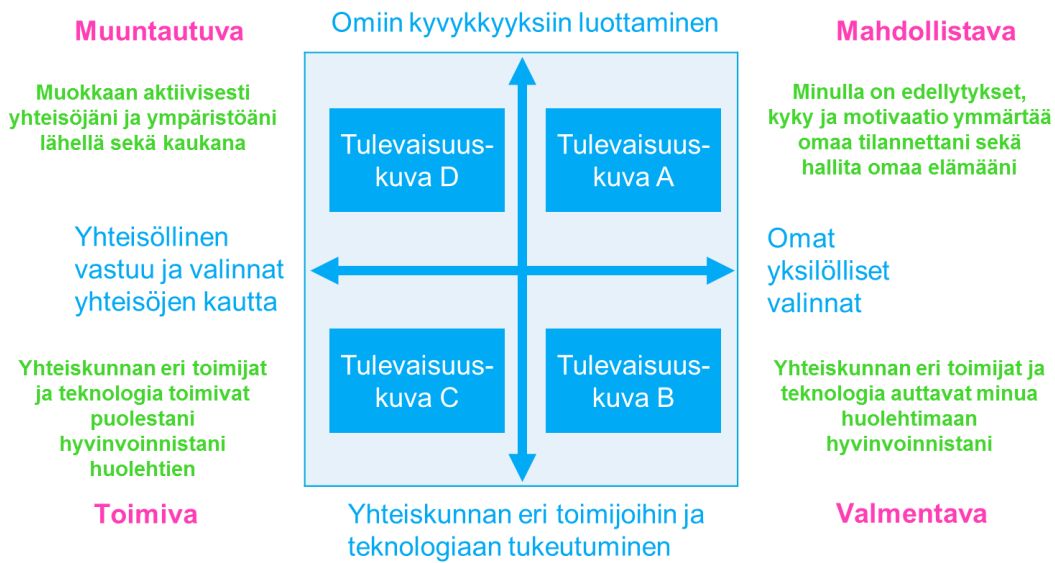 Muuntautuva
Omiin kyvykkyyksiin luottaminen
Mahdollistava
Muokkaan aktiivisesti
yhteisöjäni ja ympäristöäni
lähellä sekä kaukana
Minulla on edellytykset,
kyky ja motivaatio ymmärtää
omaa tilannettani sekä
hallita omaa elämääni
Tulevaisuus-
kuva D
Tulevaisuus-
kuva A
Yhteisöllinen
vastuu ja valinnat
yhteisöjen kautta
Omat
yksilölliset
valinnat
Tulevaisuus-
kuva C
Tulevaisuus-
kuva B
Yhteiskunnan eri toimijat
ja teknologia toimivat
puolestani
hyvinvoinnistani
huolehtien
Yhteiskunnan eri toimijat ja
teknologia auttavat minua
huolehtimaan
hyvinvoinnistani
Toimiva
Yhteiskunnan eri toimijoihin ja
teknologiaan tukeutuminen
Valmentava